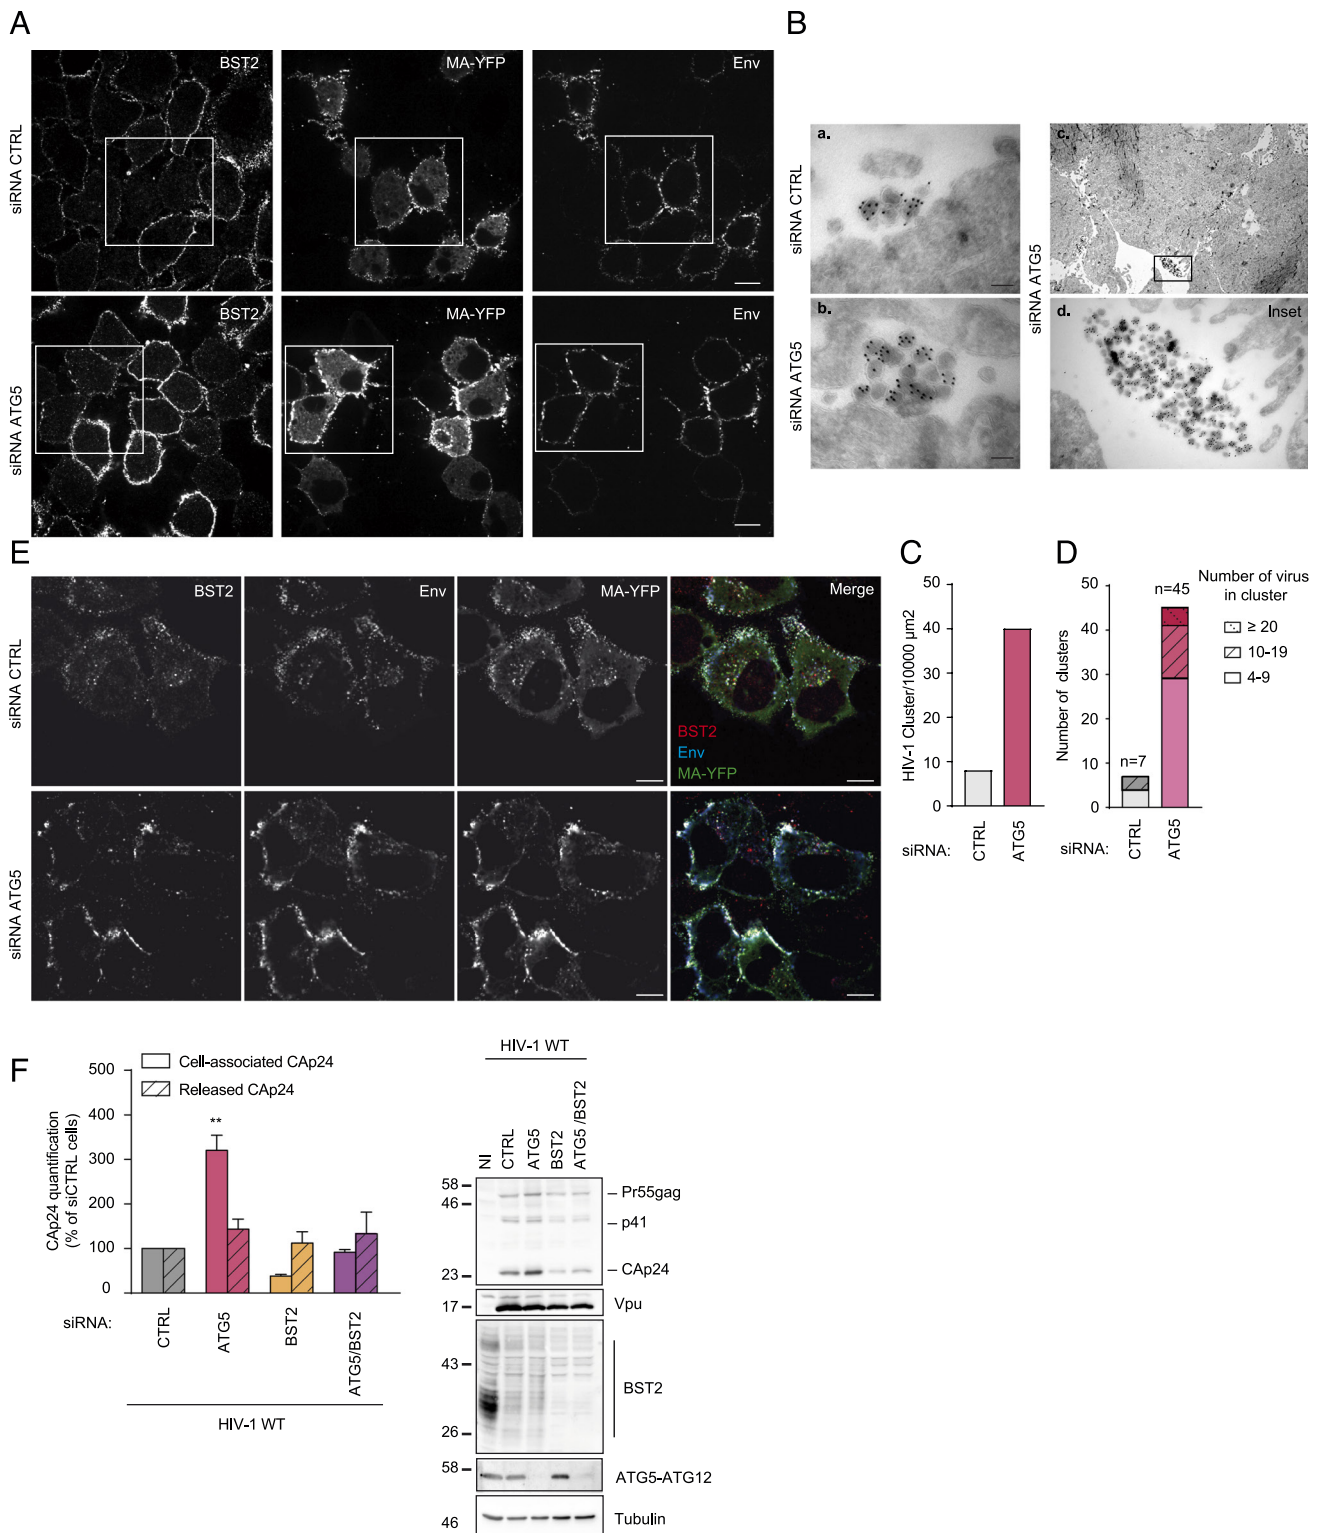 A
BST2
MA-YFP
Env
siRNA CTRL
BST2
MA-YFP
Env
siRNA ATG5
B
a.
c.
siRNA CTRL
b.
d.
Inset
siRNA ATG5
siRNA ATG5
E
BST2
Env
MA-YFP
Merge
siRNA CTRL
BST2
Env
MA-YFP
siRNA ATG5
C
HIV-1 Cluster/10000 µm2
50
40
30
20
10
0
siRNA:
CTRL
ATG5
D
Number of clusters
50
40
30
20
10
0
n=7
n=45
siRNA:
CTRL
ATG5
Number of virus
in cluster
≥ 20
10-19
4-9
F
CAp24 quantification
(% of siCTRL cells)
500
400
300
200
100
0
Cell-associated CAp24
Released CAp24
**
siRNA:
CTRL
ATG5
BST2
ATG5/BST2
HIV-1 WT
HIV-1 WT
NI
CTRL
ATG5
BST2
ATG5 /BST2
58
46
23
Pr55gag
p41
CAp24
17
Vpu
43
26
BST2
58
ATG5-ATG12
46
Tubulin